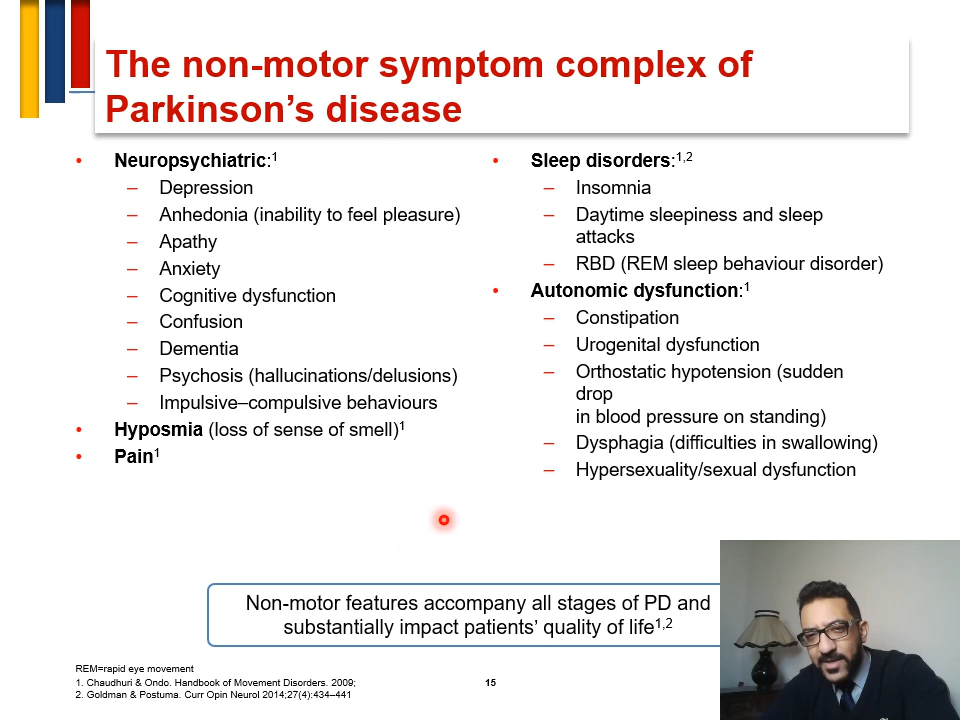 The non-motor symptom complex of
Parkinson’s disease
• Neuropsychiatric:1
– Depression
– Anhedonia (inability to feel pleasure)
– Apathy
– Anxiety
– Cognitive dysfunction
– Confusion
– Dementia
– Psychosis (hallucinations/delusions)
– Impulsive–compulsive behaviours
• Hyposmia (loss of sense of smell)1
• Pain1
• Sleep disorders:1,2
– Insomnia
– Daytime sleepiness and sleep
attacks
– RBD (REM sleep behaviour disorder)
• Autonomic dysfunction:1
– Constipation
– Urogenital dysfunction
– Orthostatic hypotension (sudden
drop
in blood pressure on standing)
– Dysphagia (difficulties in swallowing)
– Hypersexuality/sexual dysfunction
Non-motor features accompany all stages of PD and
substantially impact patients’ quality of life1,2
REM=rapid eye movement
1. Chaudhuri & Ondo. Handbook of Movement Disorders. 2009;
2. Goldman & Postuma. Curr Opin Neurol 2014;27(4):434–441
15